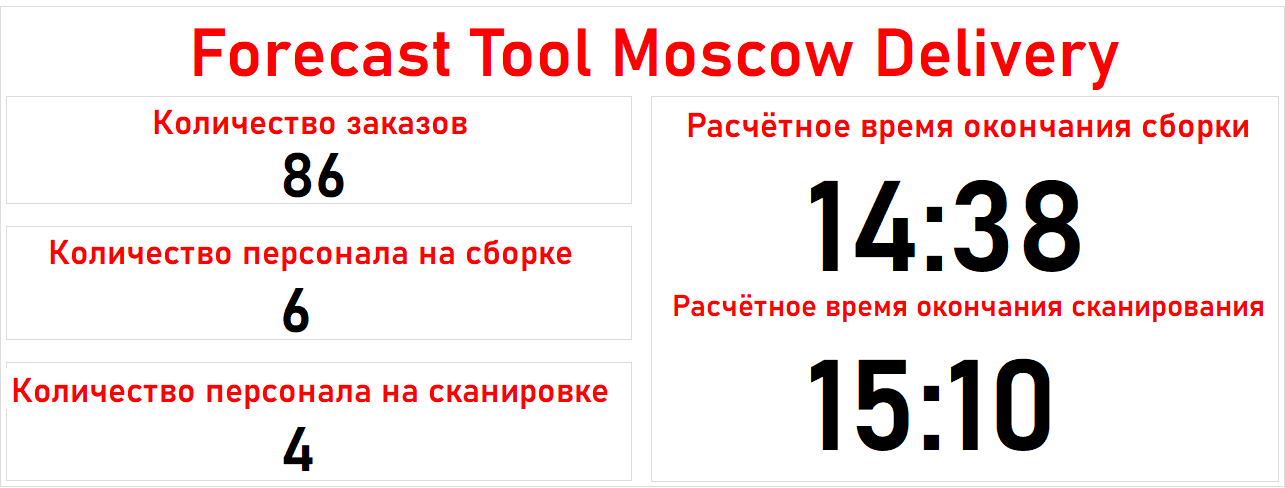 Forecast Tool Moscow Delivery
Количество заказов
86
Количество персонала на сборке
6
Количество персонала на сканировке
4
Расчётное время окончания сборки
14:38
Расчётное время окончания сканирования
15:10